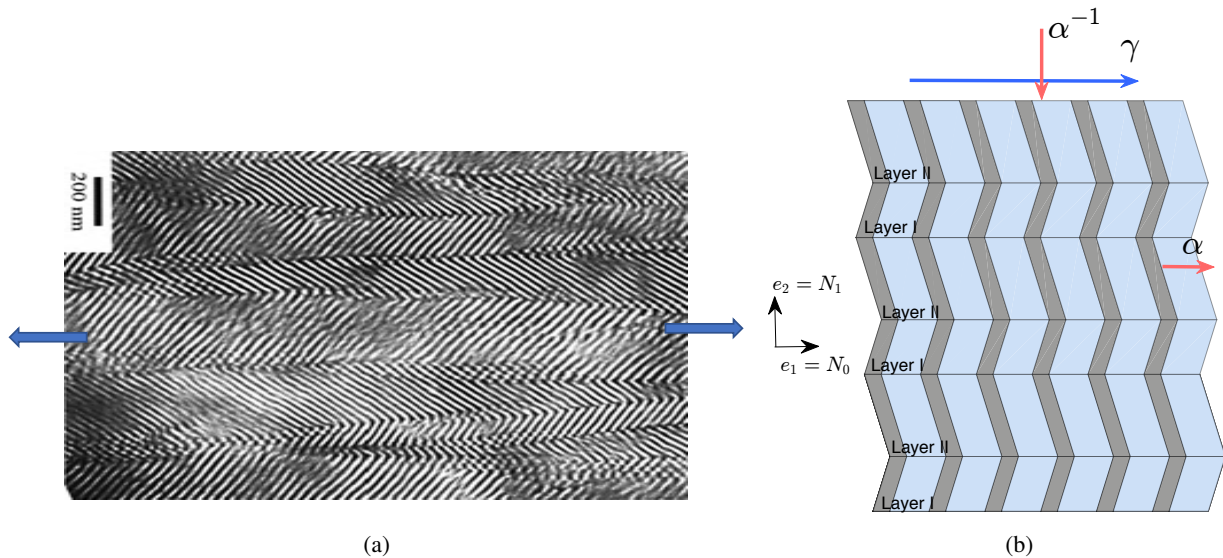 200 nm
α⁻¹
γ
Layer II
Layer I
α
e₂ = N₁
Layer II
e₁ = N₀
Layer I
Layer II
Layer I
(a)
(b)